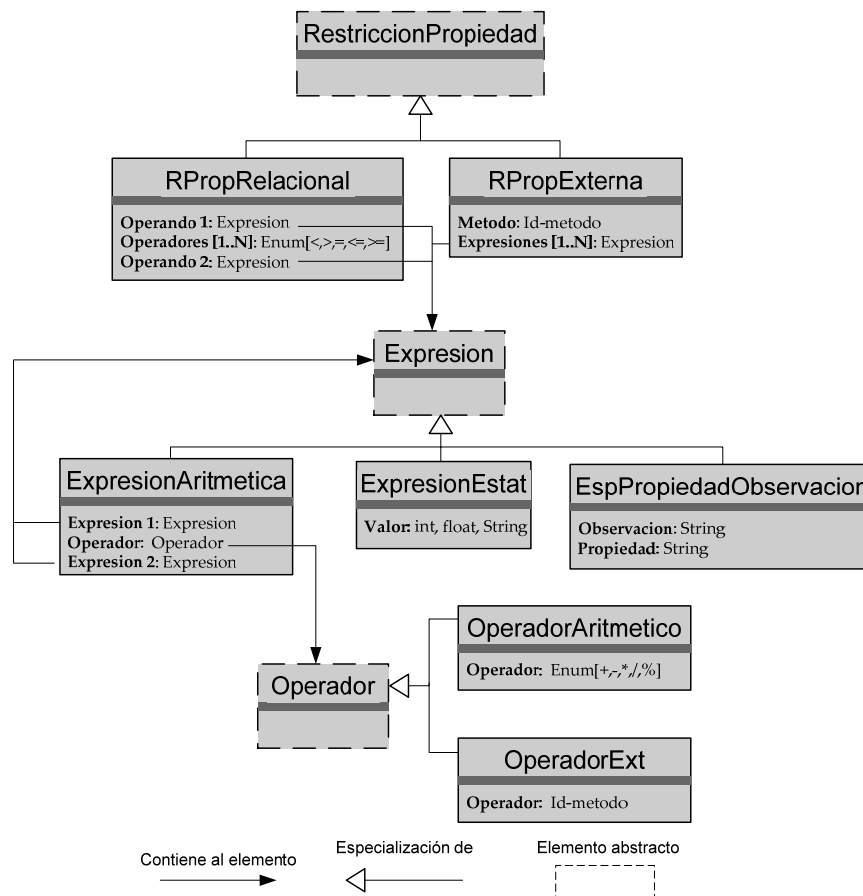 RestriccionPropiedad
RPropRelacional
Operando 1: Expresion
Operadores [1..N]: Enum[<,>,=,<=,>=]
Operando 2: Expresion
RPropExterna
Metodo: Id-metodo
Expresiones [1..N]: Expresion
Expresion
ExpresionAritmetica
Expresion 1: Expresion
Operador: Operador
Expresion 2: Expresion
ExpresionEstat
Valor: int, float, String
EspPropiedadObservacion
Observacion: String
Propiedad: String
OperadorAritmetico
Operador: Enum[+,-,*,/,%]
Operador
OperadorExt
Operador: Id-metodo
Contiene al elemento
Especialización de
Elemento abstracto